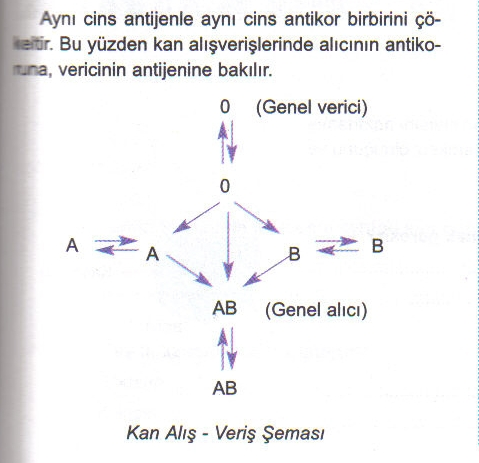 Aynı cins antijenle aynı cins antikor birbirini çö-
keltir. Bu yüzden kan alışverişlerinde alıcının antiko-
runa, vericinin antijenine bakılır.
0 (Genel verici)
0
A A B B
AB (Genel alıcı)
AB
Kan Alış - Veriş Şeması